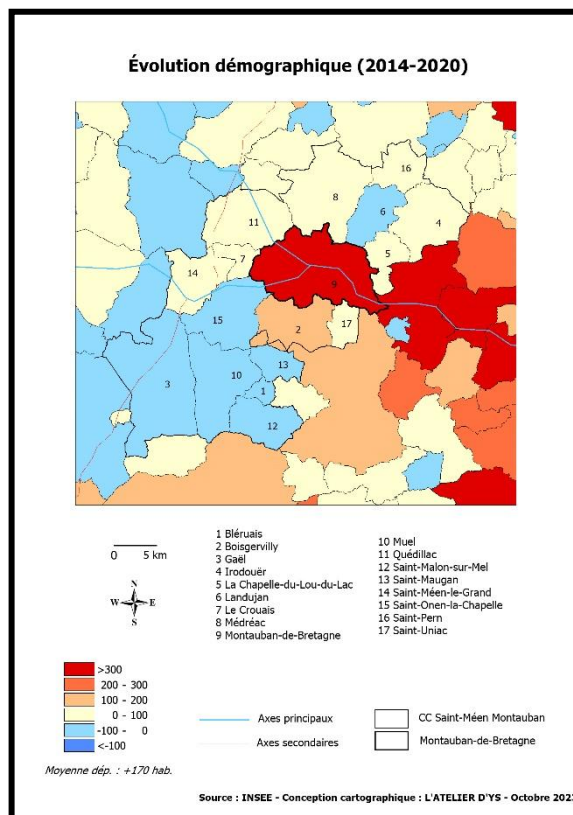 Évolution démographique (2014-2020)
16
8
6
11
4
5
7
14
9
15
2
17
13
3
10
1
12
0 5 km
N
W E
S
1 Bléruais
2 Boisgervilly
3 Gaël
4 Irodouër
5 La Chapelle-du-Lou-du-Lac
6 Landujan
7 Le Crouais
8 Médréac
9 Montauban-de-Bretagne
10 Muel
11 Quédillac
12 Saint-Malon-sur-Mel
13 Saint-Maugan
14 Saint-Méen-le-Grand
15 Saint-Onen-la-Chapelle
16 Saint-Pern
17 Saint-Uniac
>300
200 - 300
100 - 200
0 - 100
-100 - 0
<-100
Axes principaux
Axes secondaires
CC Saint-Méen Montauban
Montauban-de-Bretagne
Moyenne dép. : +170 hab.
Source : INSEE - Conception cartographique : L'ATELIER D'YS - Octobre